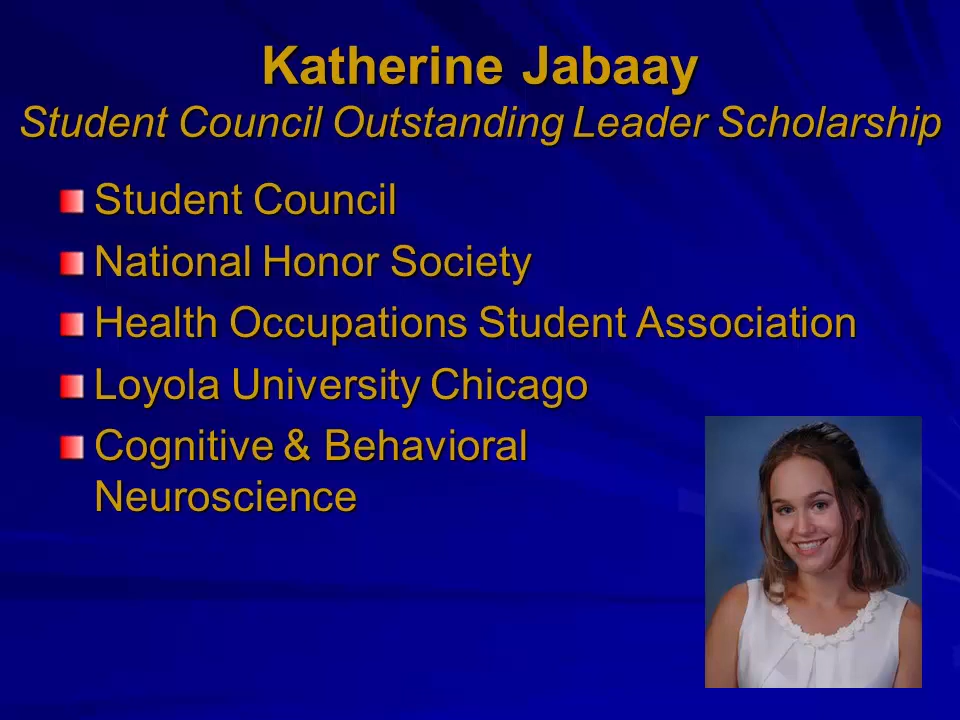 Katherine Jabaay
Student Council Outstanding Leader Scholarship
Student Council
National Honor Society
Health Occupations Student Association
Loyola University Chicago
Cognitive & Behavioral
Neuroscience